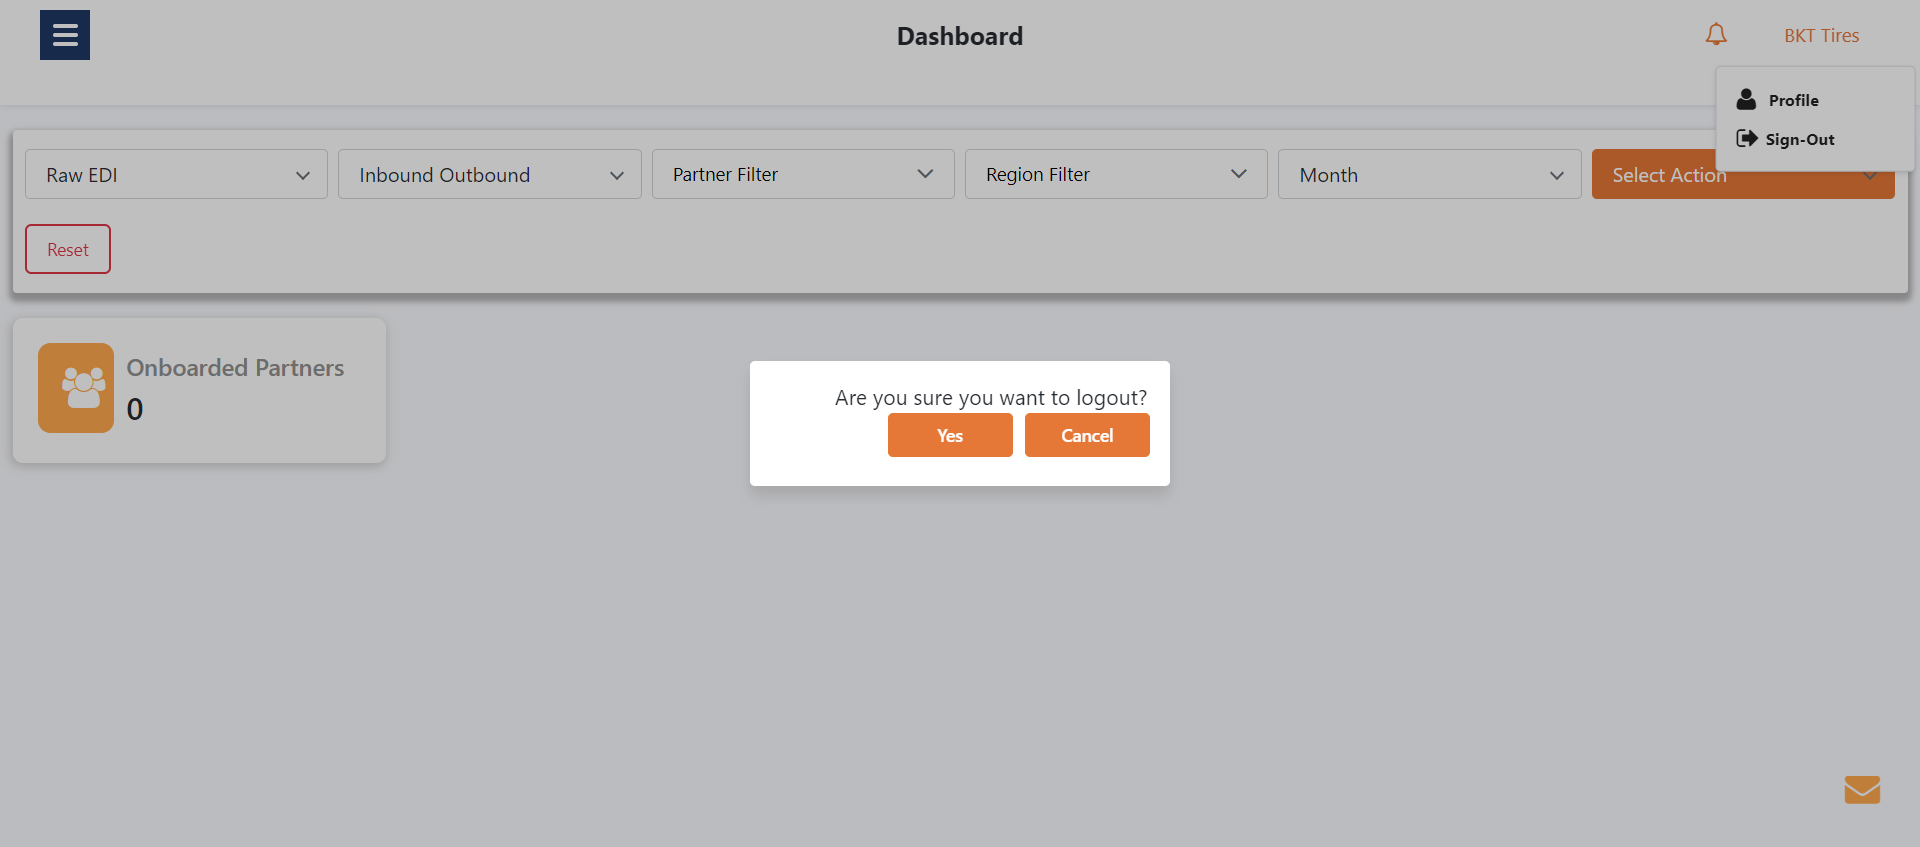 Dashboard
BKT Tires
Profile
Sign-Out
Raw EDI
Inbound Outbound
Partner Filter
Region Filter
Month
Select Action
Reset
Onboarded Partners
0
Are you sure you want to logout?
Yes
Cancel